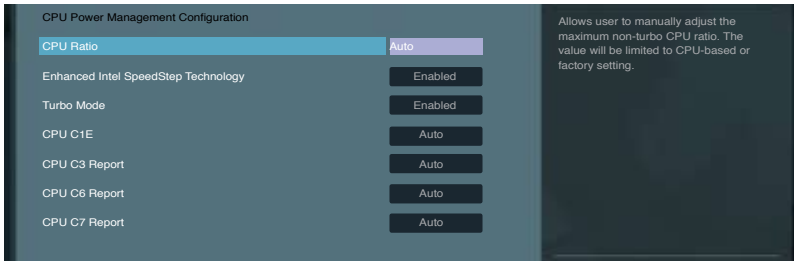 CPU Power Management Configuration
CPU Ratio Auto
Enhanced Intel SpeedStep Technology Enabled
Turbo Mode Enabled
CPU C1E Auto
CPU C3 Report Auto
CPU C6 Report Auto
CPU C7 Report Auto
Allows user to manually adjust the
maximum non-turbo CPU ratio. The
value will be limited to CPU-based or
factory setting.